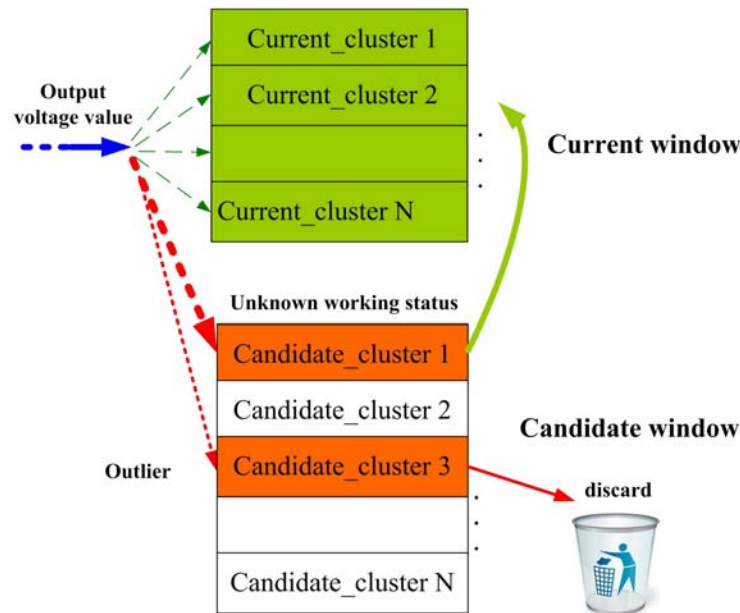 Current_cluster 1
Output
voltage value
Current_cluster 2
Current window
Current_cluster N
Unknown working status
Candidate_cluster 1
Candidate_cluster 2
Candidate window
Outlier
Candidate_cluster 3
discard
Candidate_cluster N